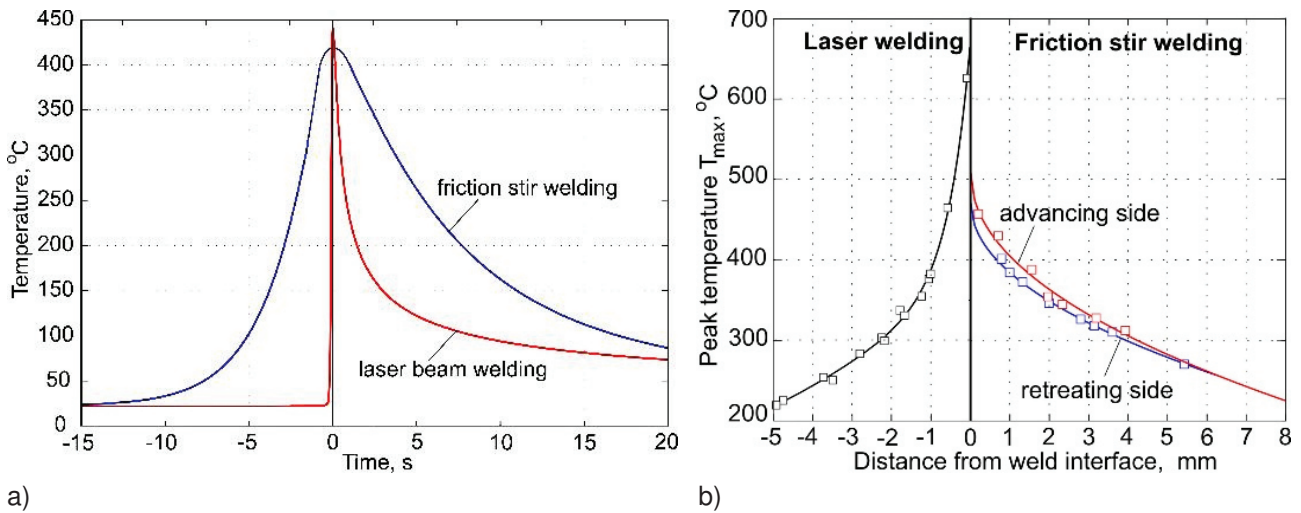 450
400
350
300
250
200
150
100
50
0
Temperature, °C
-15
-10
-5
0
5
10
15
20
Time, s
friction stir welding
laser beam welding
a)
700
600
500
400
300
200
Peak temperature Tmax, °C
Laser welding
Friction stir welding
advancing side
retreating side
-5 -4 -3 -2 -1 0 1 2 3 4 5 6 7 8
Distance from weld interface, mm
b)